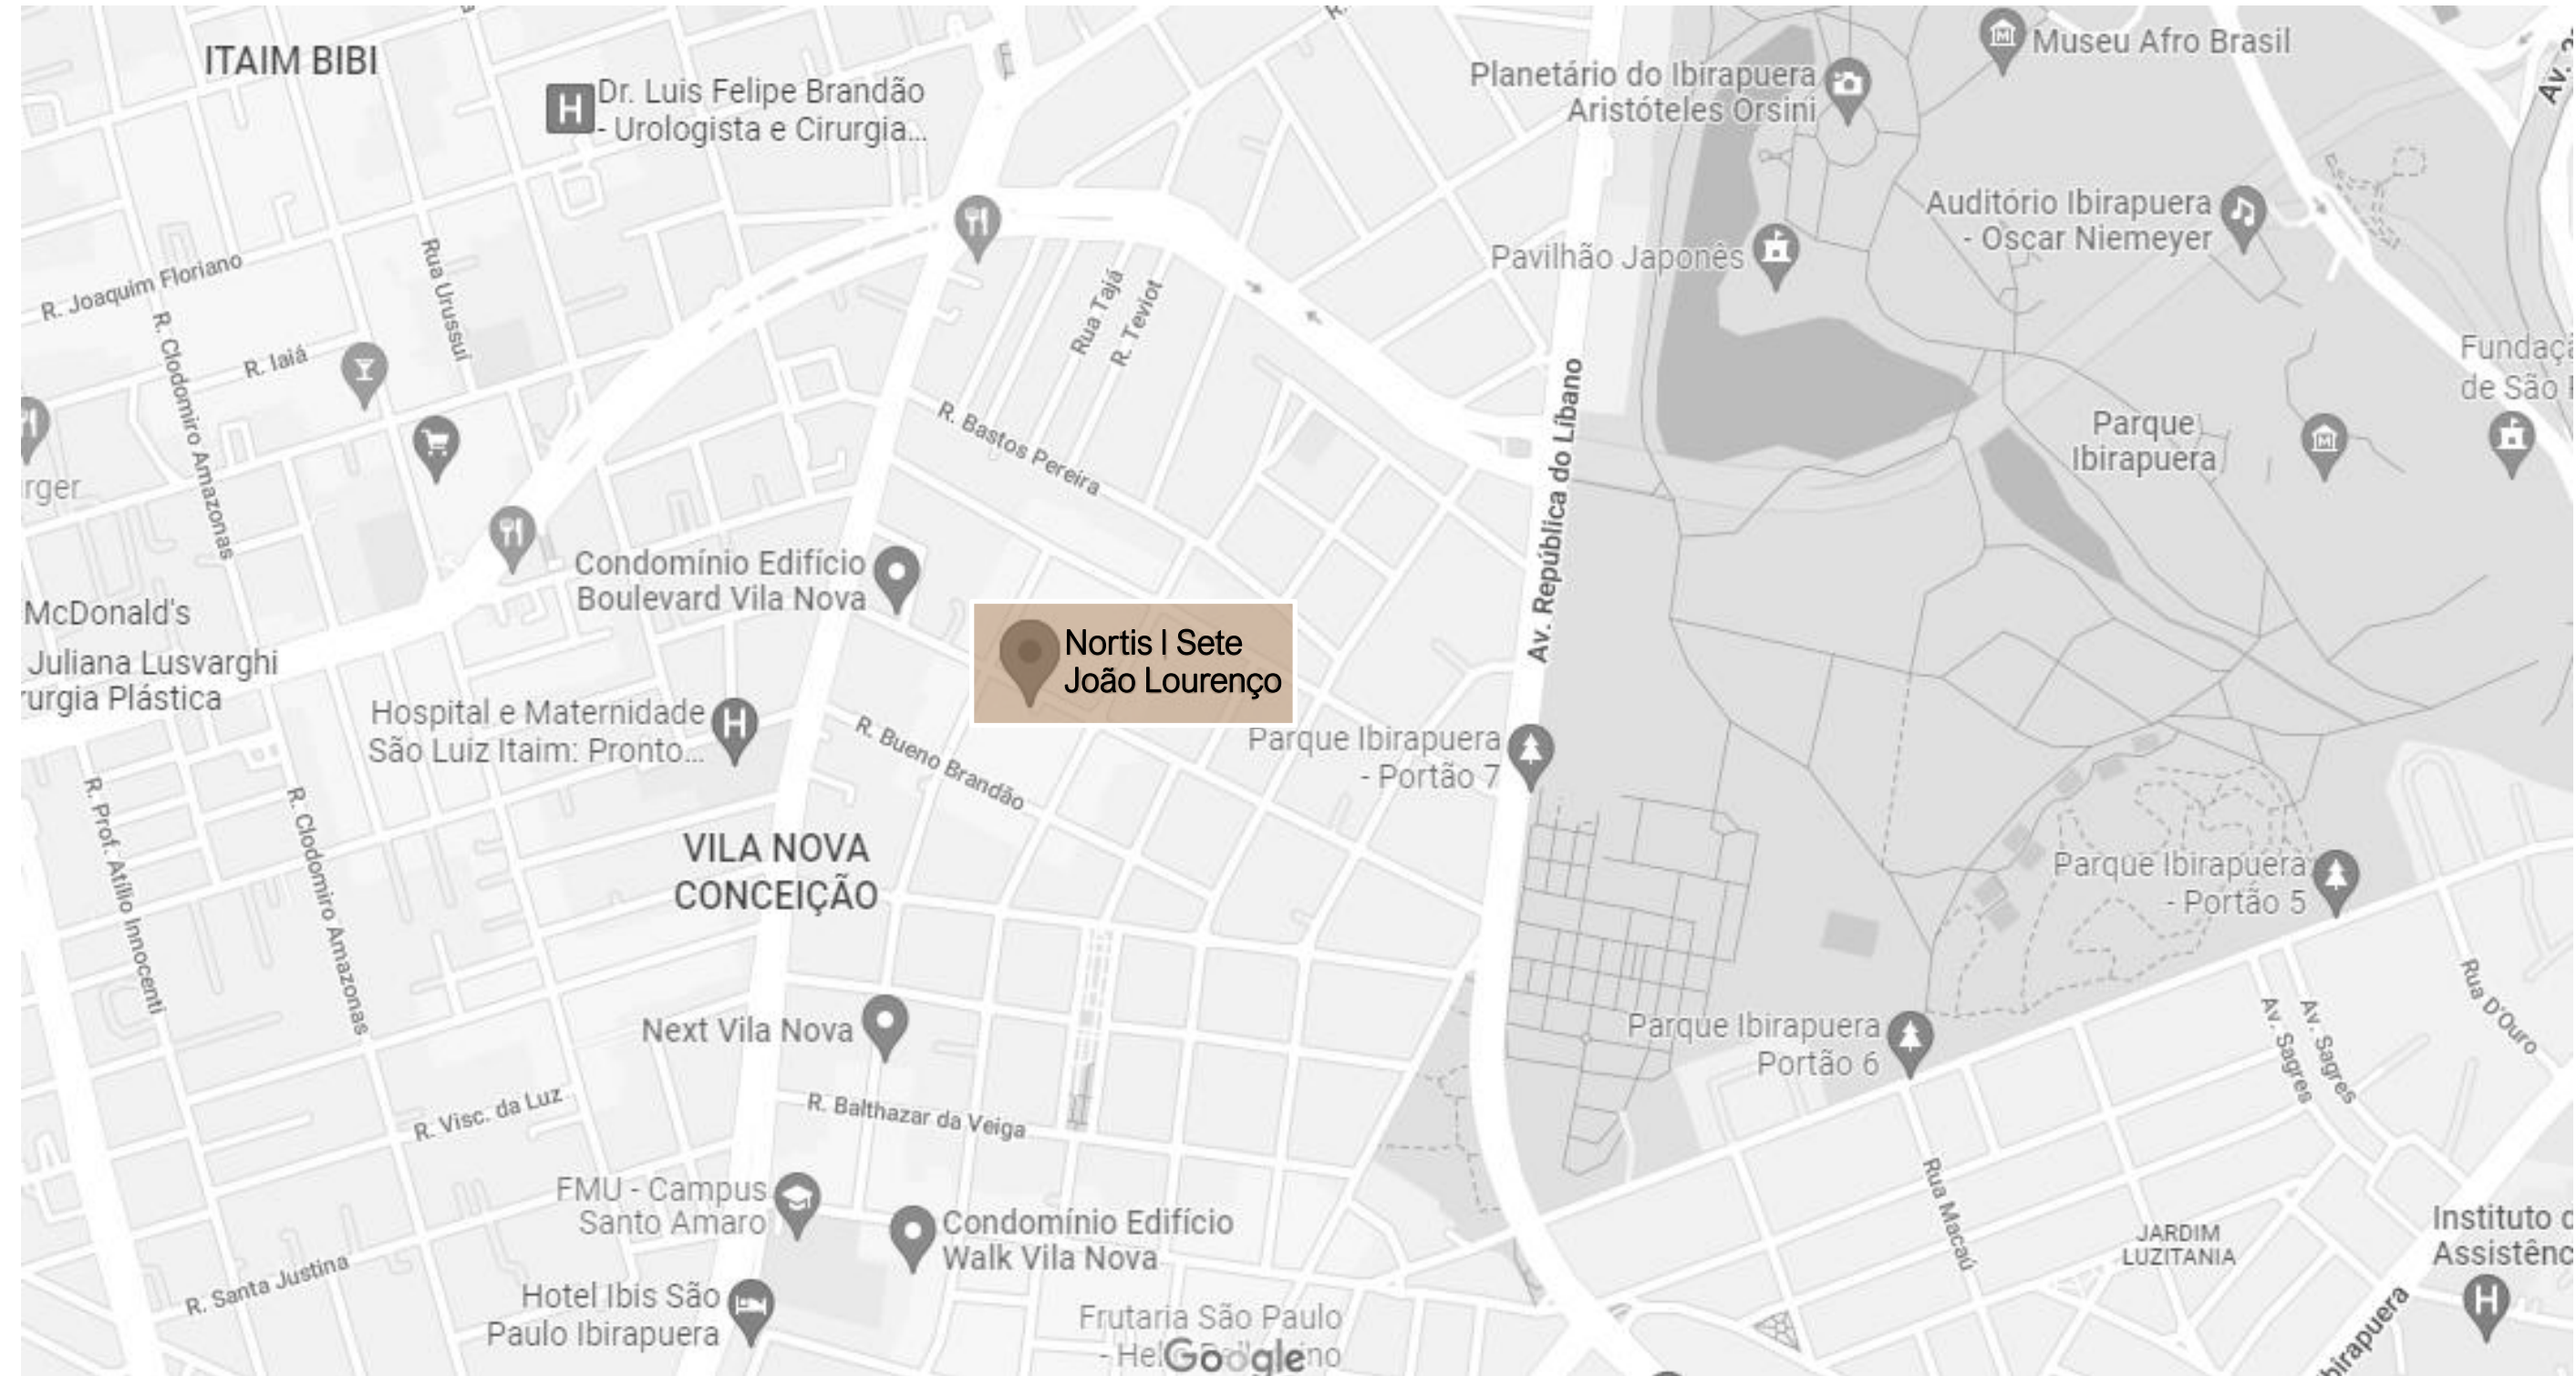 ITAIM BIBI
Dr. Luis Felipe Brandão
- Urologista e Cirurgia...
Planetário do Ibirapuera
Aristóteles Orsini
Museu Afro Brasil
Auditório Ibirapuera
- Oscar Niemeyer
Pavilhão Japonês
R. Joaquim Floriano
Rua Urussuí
Rua Tajá
R. Teviot
R. Iaiá
R. Clodomiro Amazonas
R. Bastos Pereira
Av. República do Líbano
Parque
Ibirapuera
Fundaçã
de São
rger
Condomínio Edifício
Boulevard Vila Nova
McDonald's
Juliana Lusvarghi
rurgia Plástica
Nortis | Sete
João Lourenço
Hospital e Maternidade
São Luiz Itaim: Pronto...
R. Bueno Brandão
Parque Ibirapuera
- Portão 7
R. Prof. Atílio Innocenti
R. Clodomiro Amazonas
VILA NOVA
CONCEIÇÃO
Parque Ibirapuera
- Portão 5
Next Vila Nova
Parque Ibirapuera
Portão 6
Rua D'Ouro
Av. Sagres
Av. Sagres
R. Visc. da Luz
R. Balthazar da Veiga
FMU - Campus
Santo Amaro
Condomínio Edifício
Walk Vila Nova
Rua Macaú
JARDIM
LUZITANIA
Instituto d
Assistênc
R. Santa Justina
Hotel Ibis São
Paulo Ibirapuera
Frutaria São Paulo
Google
birapuera